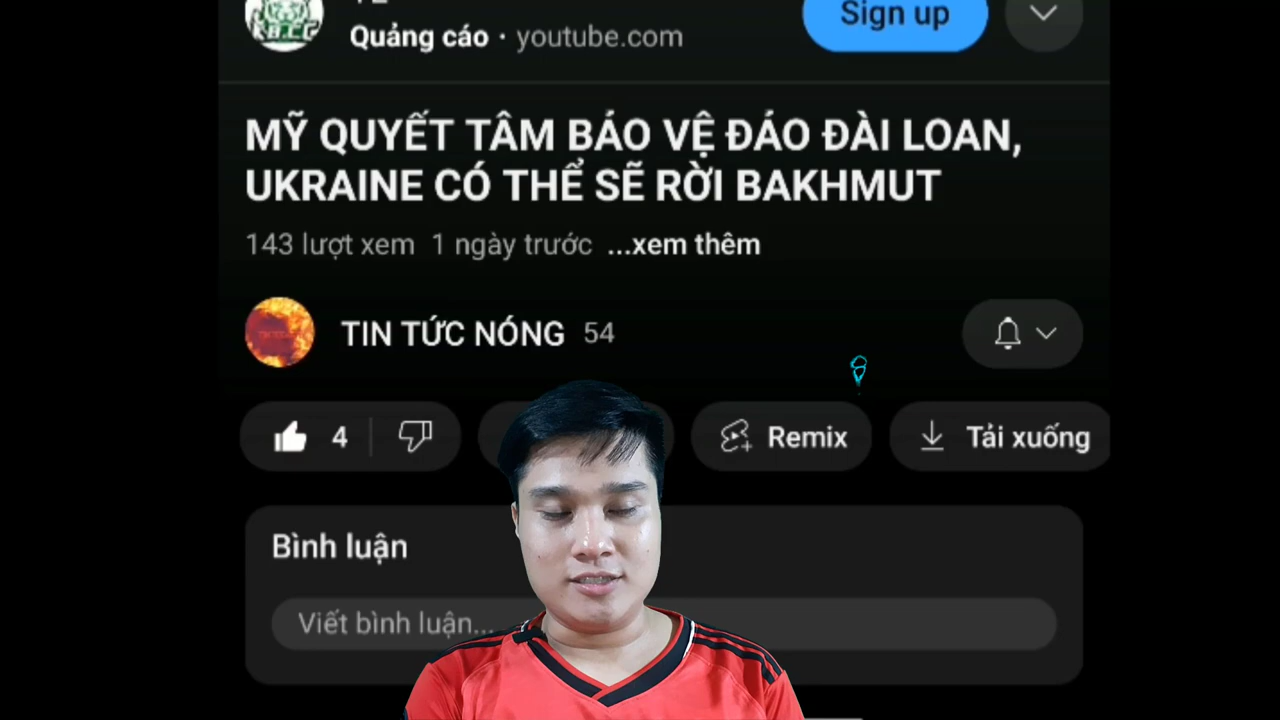 K.B.CC
Quảng cáo · youtube.com
Sign up
MỸ QUYẾT TÂM BẢO VỆ ĐẢO ĐÀI LOAN,
UKRAINE CÓ THỂ SẼ RỜI BAKHMUT
143 lượt xem 1 ngày trước ...xem thêm
TIN TỨC NÓNG 54
4
Remix
Tải xuống
Bình luận
Viết bình luận...